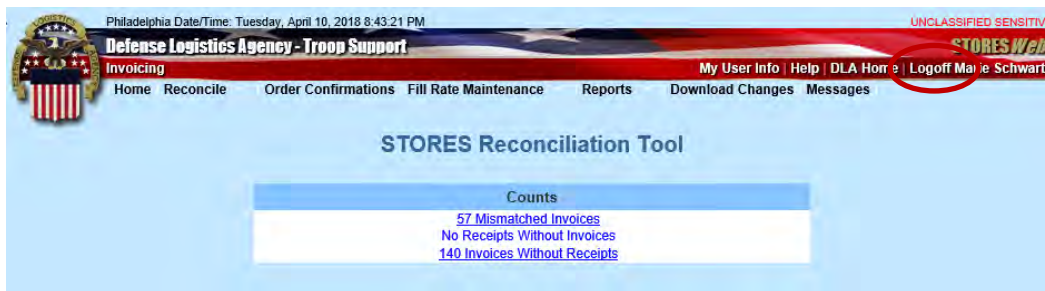 Philadelphia Date/Time: Tuesday, April 10, 2018 8:43:21 PM UNCLASSIFIED SENSITIV
Defense Logistics Agency - Troop Support STORES Web
Invoicing My User Info | Help | DLA Home | Logoff Marie Schwart
Home Reconcile Order Confirmations Fill Rate Maintenance Reports Download Changes Messages
STORES Reconciliation Tool
Counts
57 Mismatched Invoices
No Receipts Without Invoices
140 Invoices Without Receipts